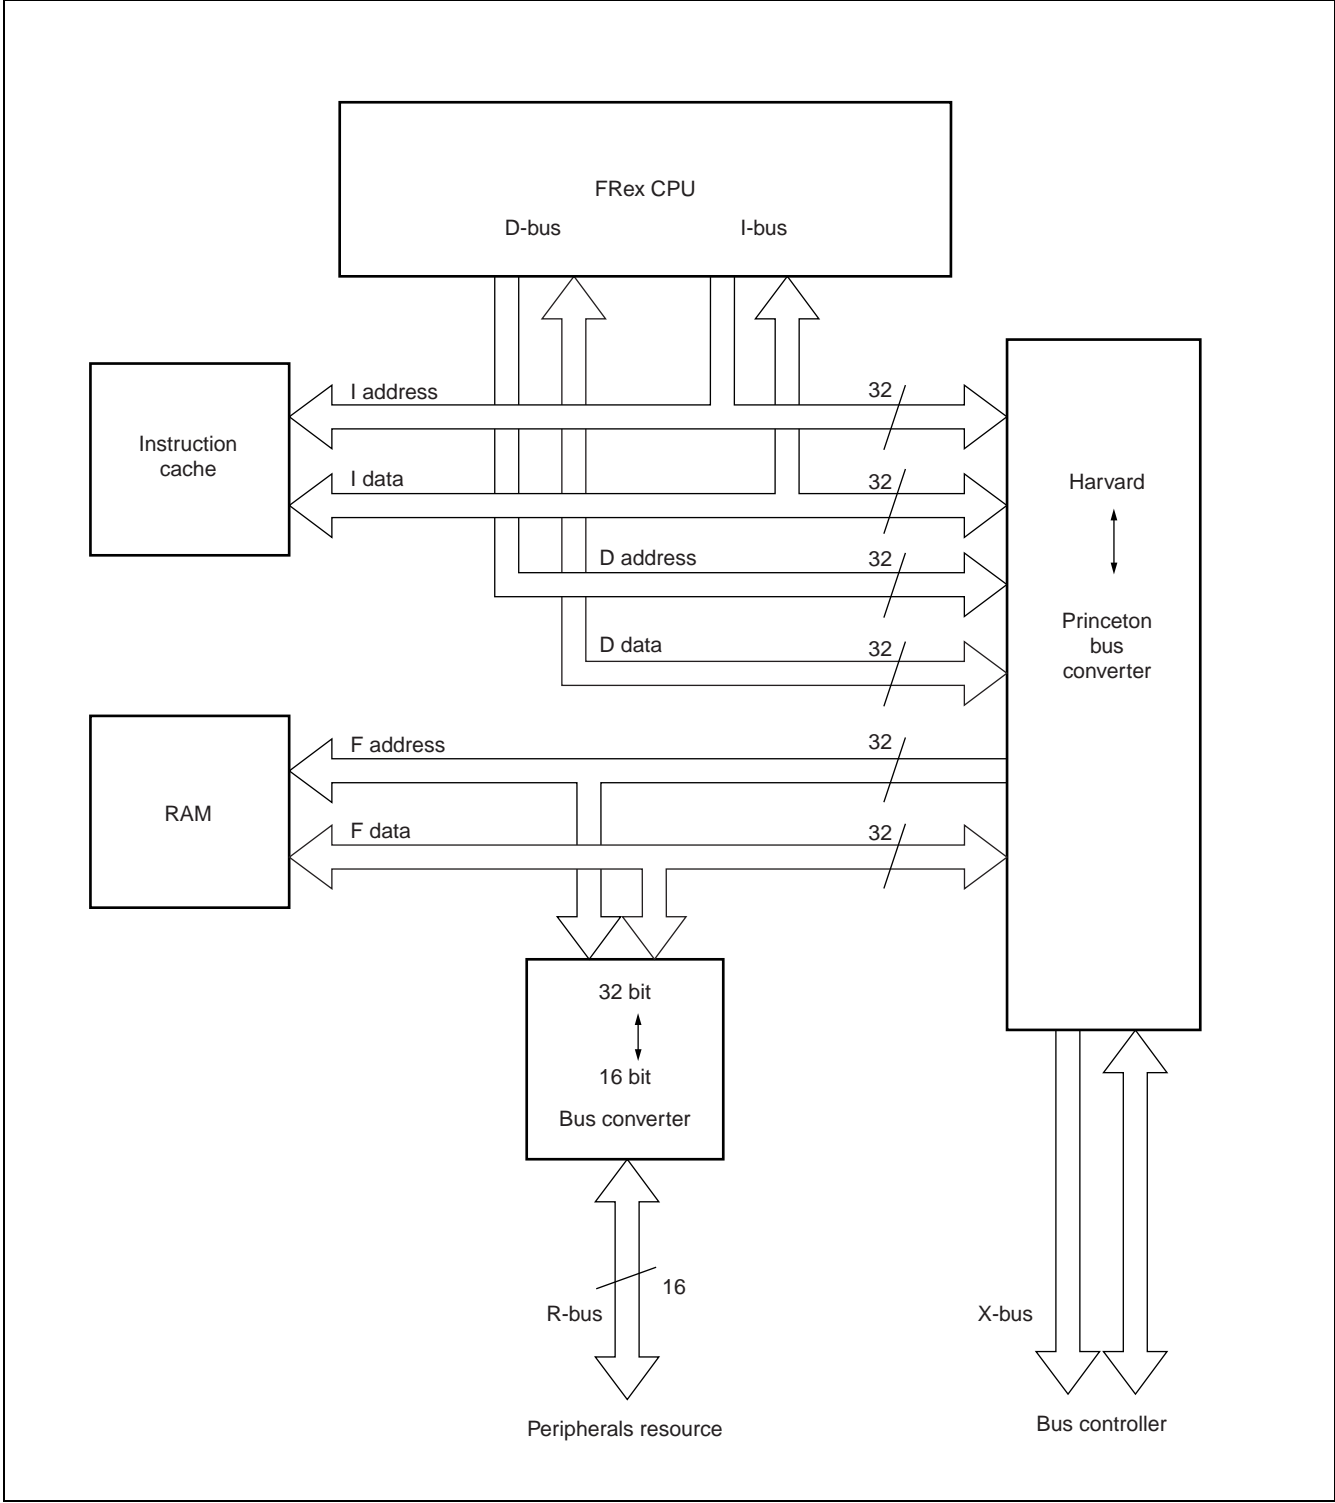 FRex CPU
D-bus
I-bus
I address
32
Instruction
cache
I data
32
Harvard
D address
32
Princeton
bus
converter
D data
32
F address
32
RAM
F data
32
32 bit
16 bit
Bus converter
16
R-bus
X-bus
Peripherals resource
Bus controller